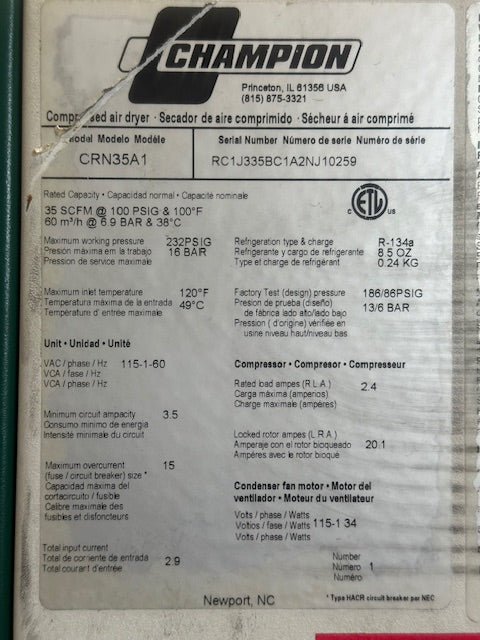 CHAMPION
Princeton, IL 61356 USA
(815) 875-3321
Compressed air dryer · Secador de aire comprimido · Sécheur á air comprimé
Model Modelo Modéle
CRN35A1
Serial Number Número de serie Numéro de série
RC1J335BC1A2NJ10259
Rated Capacity • Capacidad normal • Capacité nominale
35 SCFM @ 100 PSIG & 100°F
60 m³/h @ 6.9 BAR & 38°C
C ETL US
Maximum working pressure 232PSIG
Presion máxima em la trabajo 16 BAR
Pression de service maximale
Refrigeration type & charge R-134a
Refrigerante y cargo de refrigerante 8.5 OZ
Type et charge de refrigérant 0.24 KG
Maximum inlet temperature 120°F
Temperatura máxima de la entrada 49°C
Temperature d' entrée maximale
Factory Test (design) pressure 186/86PSIG
Presion de prueba (diseño) 13/6 BAR
de fábrica lado alto/lado bajo
Pression ( d'origine) vérifiée en
usine niveau haut/niveau bas
Unit • Unidad • Unité
VAC / phase / Hz 115-1-60
VCA / fase / Hz
VCA / phase / Hz
Compressor • Compresor • Compresseur
Rated load ampes (R L A ) 2.4
Carga máxima (amperios)
Charge maximale (ampères)
Minimum circuit ampacity 3.5
Consumo minimo de energia
Intensité minimale du circuit
Locked rotor ampes (L R A )
Amperaje con el rotor bloqueado 20.1
Ampéres avec le rotor bloqué
Maximum overcurrent 15
(fuse / circuit breaker) size *
Capacidad máxima del
cortacircuito / fusible
Calibre maximale des
fusibles et disjoncteurs
Condenser fan motor • Motor del
ventilador • Moteur du ventilateur
Volts / phase / Watts
Voltios / fase / Watts 115-1 34
Volts / phase / Watts
Total input current
Total de corriente de entrada 2.9
Total courant d'entrée
Number
Número 1
Numéro
Newport, NC
* Type HACR circuit breaker per NEC